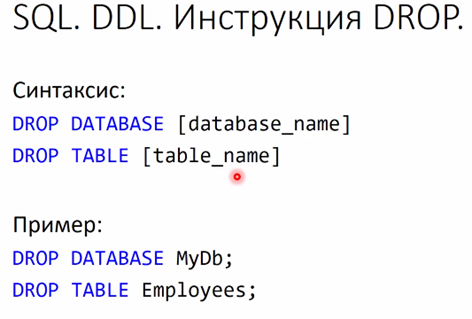 SQL. DDL. Инструкция DROP.
Синтаксис:
DROP DATABASE [database_name]
DROP TABLE [table_name]
Пример:
DROP DATABASE MyDb;
DROP TABLE Employees;